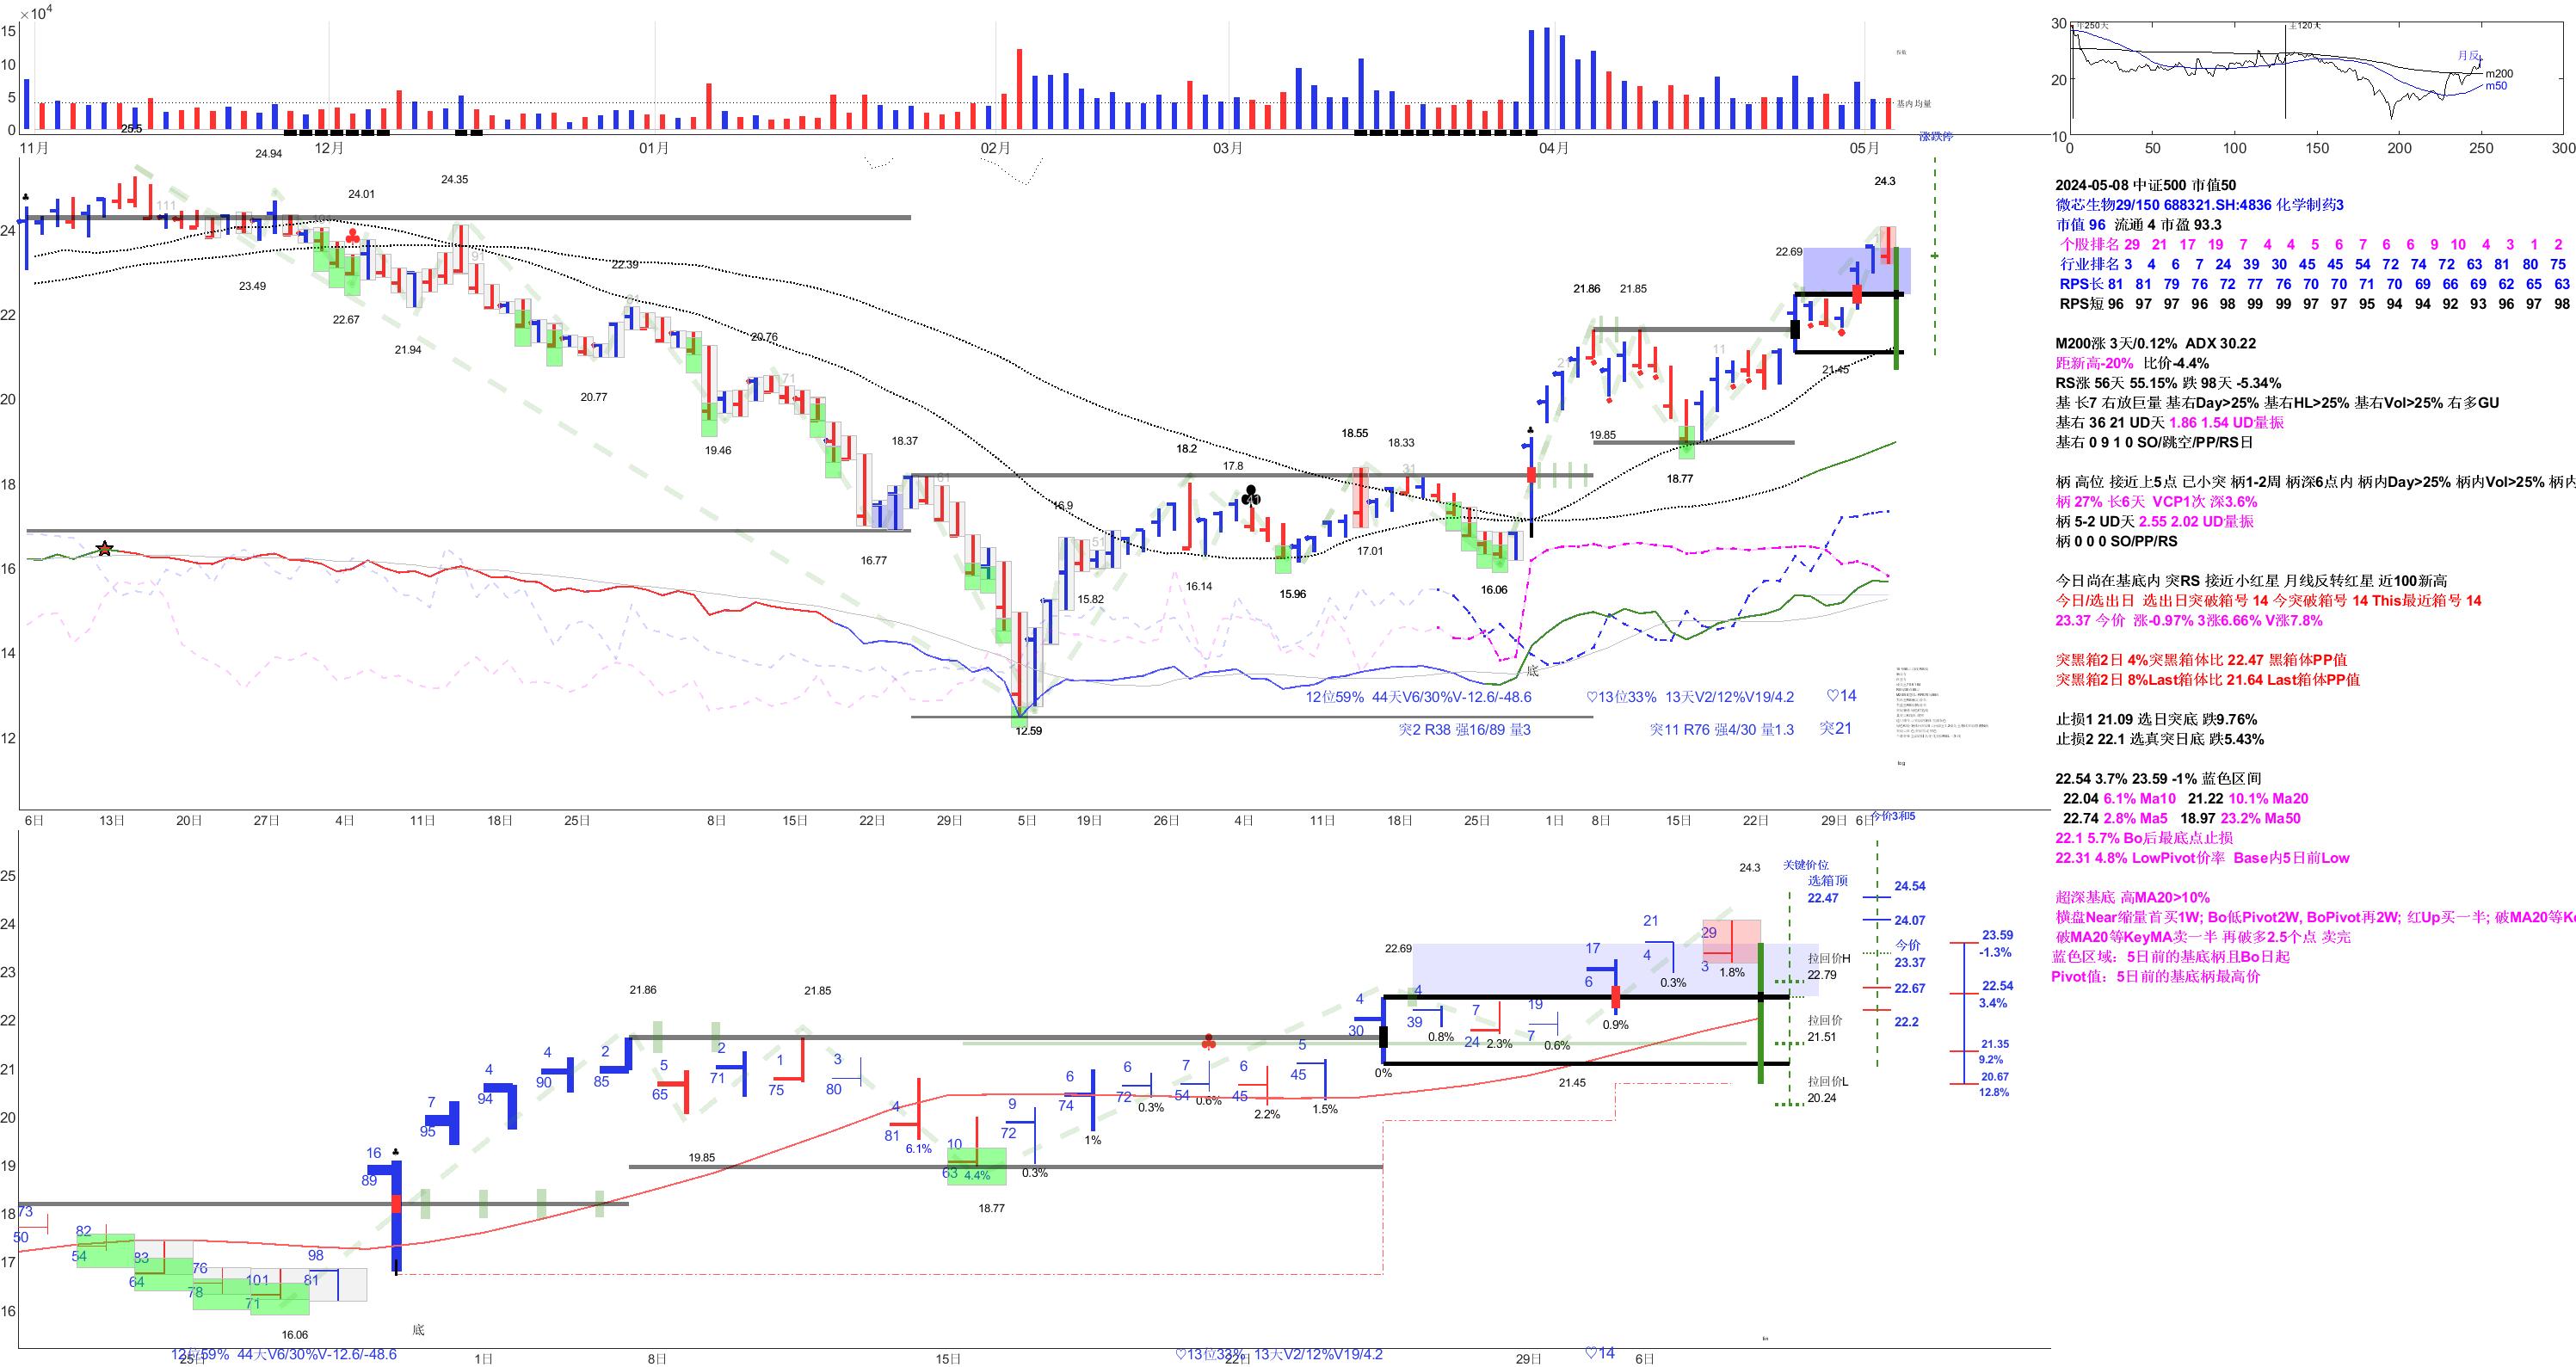 ×10⁴
15
10
5
0
基内均量
25.5
11月
12月
01月
02月
03月
04月
05月
涨跌停
30
20
10
年250天
主120天
月反
m200
m50
0
50
100
150
200
250
300
24
22
20
18
16
14
12
24.94
24.01
24.35
111
23.49
22.67
21.94
91
22.39
20.77
20.76
71
19.46
18.37
61
16.77
16.9
51
15.82
12.59
18.2
17.8
41
16.14
15.96
18.55
18.33
31
17.01
16.06
21
21.86
21.85
19.85
18.77
11
22.69
21.45
24.3
底
12位59% 44天V6/30%V-12.6/-48.6
♡13位33% 13天V2/12%V19/4.2
♡14
突2 R38 强16/89 量3
突11 R76 强4/30 量1.3
突21
6日
13日
20日
27日
4日
11日
18日
25日
8日
15日
22日
29日
5日
19日
26日
4日
11日
18日
25日
1日
8日
15日
22日
29日
6日
今价3和5
2024-05-08 中证500 市值50
微芯生物29/150 688321.SH:4836 化学制药3
市值 96 流通 4 市盈 93.3
个股排名 29 21 17 19 7 4 4 5 6 7 6 6 9 10 4 3 1 2
行业排名 3 4 6 7 24 39 30 45 45 54 72 74 72 63 81 80 75
RPS长 81 81 79 76 72 77 76 70 70 71 70 69 66 69 62 65 63
RPS短 96 97 97 96 98 99 99 97 97 95 94 94 92 93 96 97 98
M200涨 3天/0.12% ADX 30.22
距新高-20% 比价-4.4%
RS涨 56天 55.15% 跌 98天 -5.34%
基 长7 右放巨量 基右Day>25% 基右HL>25% 基右Vol>25% 右多GU
基右 36 21 UD天 1.86 1.54 UD量振
基右 0 9 1 0 SO/跳空/PP/RS日
柄 高位 接近上5点 已小突 柄1-2周 柄深6点内 柄内Day>25% 柄内Vol>25% 柄内
柄 27% 长6天 VCP1次 深3.6%
柄 5-2 UD天 2.55 2.02 UD量振
柄 0 0 0 SO/PP/RS
今日尚在基底内 突RS 接近小红星 月线反转红星 近100新高
今日/选出日 选出日突破箱号 14 今突破箱号 14 This最近箱号 14
23.37 今价 涨-0.97% 3涨6.66% V涨7.8%
突黑箱2日 4%突黑箱体比 22.47 黑箱体PP值
突黑箱2日 8%Last箱体比 21.64 Last箱体PP值
止损1 21.09 选日突底 跌9.76%
止损2 22.1 选真突日底 跌5.43%
22.54 3.7% 23.59 -1% 蓝色区间
22.04 6.1% Ma10 21.22 10.1% Ma20
22.74 2.8% Ma5 18.97 23.2% Ma50
22.1 5.7% Bo后最底点止损
22.31 4.8% LowPivot价率 Base内5日前Low
超深基底 高MA20>10%
横盘Near缩量首买1W; Bo低Pivot2W, BoPivot再2W; 红Up买一半; 破MA20等Ke
破MA20等KeyMA卖一半 再破多2.5个点 卖完
蓝色区域：5日前的基底柄且Bo日起
Pivot值：5日前的基底柄最高价
25
24
23
22
21
20
19
18
17
16
73
50
82
54
83
64
76
78
101
71
98
81
16.06
底
16
89
7
95
4
94
4
90
2
85
21.86
5
65
2
71
1
75
21.85
3
80
19.85
4
81
6.1%
10
63
4.4%
18.77
9
72
0.3%
6
74
1%
6
72
0.3%
7
54
0.6%
6
45
2.2%
5
45
1.5%
4
30
0%
22.69
4
39
0.8%
7
24
2.3%
19
7
0.6%
21.45
17
6
0.9%
21
4
0.3%
29
3
1.8%
24.3
关键价位
选箱顶
22.47
拉回价H
22.79
拉回价
21.51
拉回价L
20.24
24.54
24.07
今价
23.37
22.67
22.2
23.59
-1.3%
22.54
3.4%
21.35
9.2%
20.67
12.8%
12位59% 44天V6/30%V-12.6/-48.6
♡13位33% 13天V2/12%V19/4.2
♡14
25日
1日
8日
15日
22日
29日
6日